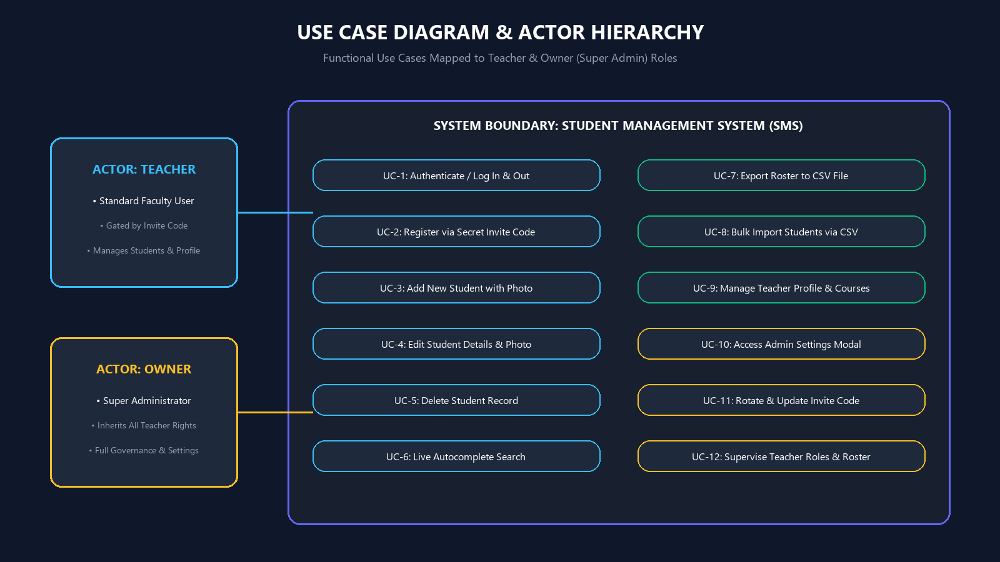 USE CASE DIAGRAM & ACTOR HIERARCHY
Functional Use Cases Mapped to Teacher & Owner (Super Admin) Roles
ACTOR: TEACHER
• Standard Faculty User
• Gated by Invite Code
• Manages Students & Profile
ACTOR: OWNER
• Super Administrator
• Inherits All Teacher Rights
• Full Governance & Settings
SYSTEM BOUNDARY: STUDENT MANAGEMENT SYSTEM (SMS)
UC-1: Authenticate / Log In & Out
UC-2: Register via Secret Invite Code
UC-3: Add New Student with Photo
UC-4: Edit Student Details & Photo
UC-5: Delete Student Record
UC-6: Live Autocomplete Search
UC-7: Export Roster to CSV File
UC-8: Bulk Import Students via CSV
UC-9: Manage Teacher Profile & Courses
UC-10: Access Admin Settings Modal
UC-11: Rotate & Update Invite Code
UC-12: Supervise Teacher Roles & Roster